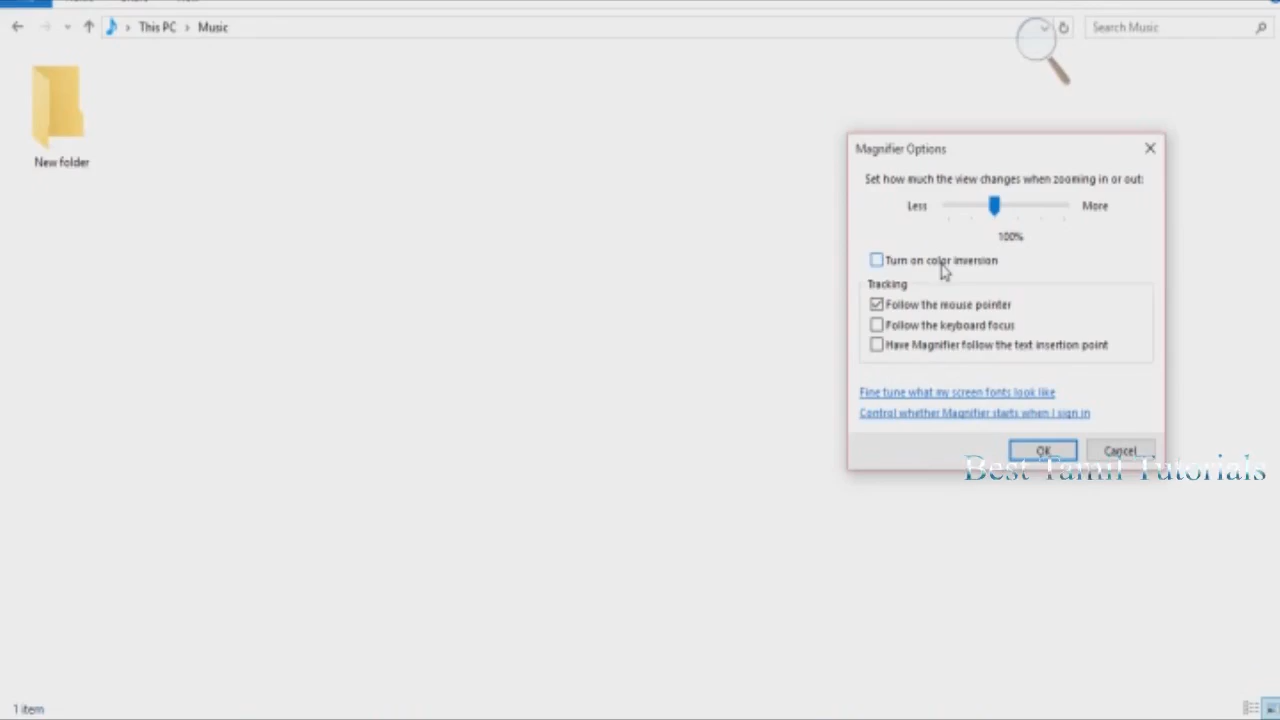 This PC > Music
Search Music
New folder
Magnifier Options
Set how much the view changes when zooming in or out:
Less
More
100%
Turn on color inversion
Tracking
Follow the mouse pointer
Follow the keyboard focus
Have Magnifier follow the text insertion point
Fine tune what my screen fonts look like
Control whether Magnifier starts when I sign in
OK
Cancel
Best Tamil Tutorials
1 item